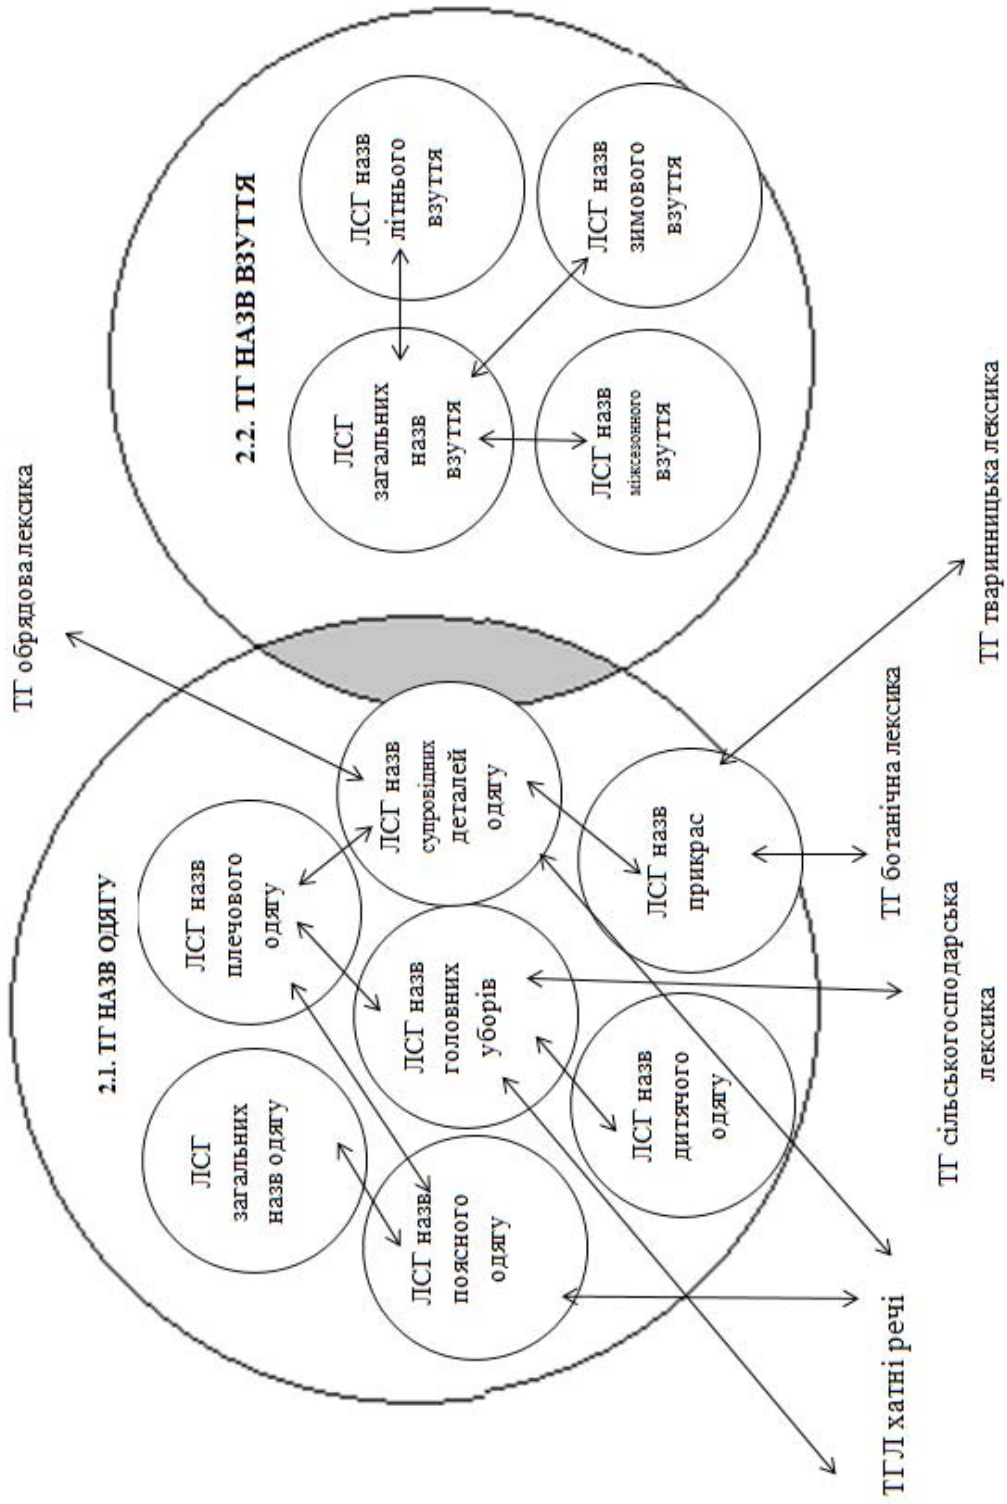 ТГ обрядова лексика
2.1. ТГ НАЗВ ОДЯГУ
ЛСГ
загальних
назв одягу
ЛСГ назв
плечового
одягу
ЛСГ назв
поясного
одягу
ЛСГ назв
головних
уборів
ЛСГ назв
супровідних
деталей
одягу
ЛСГ назв
дитячого
одягу
ЛСГ назв
прикрас
2.2. ТГ НАЗВ ВЗУТТЯ
ЛСГ
загальних
назв
взуття
ЛСГ назв
літнього
взуття
ЛСГ назв
міжсезонного
взуття
ЛСГ назв
зимового
взуття
ТГЛ хатні речі
ТГ сільськогосподарська
лексика
ТГ ботанічна лексика
ТГ тваринницька лексика